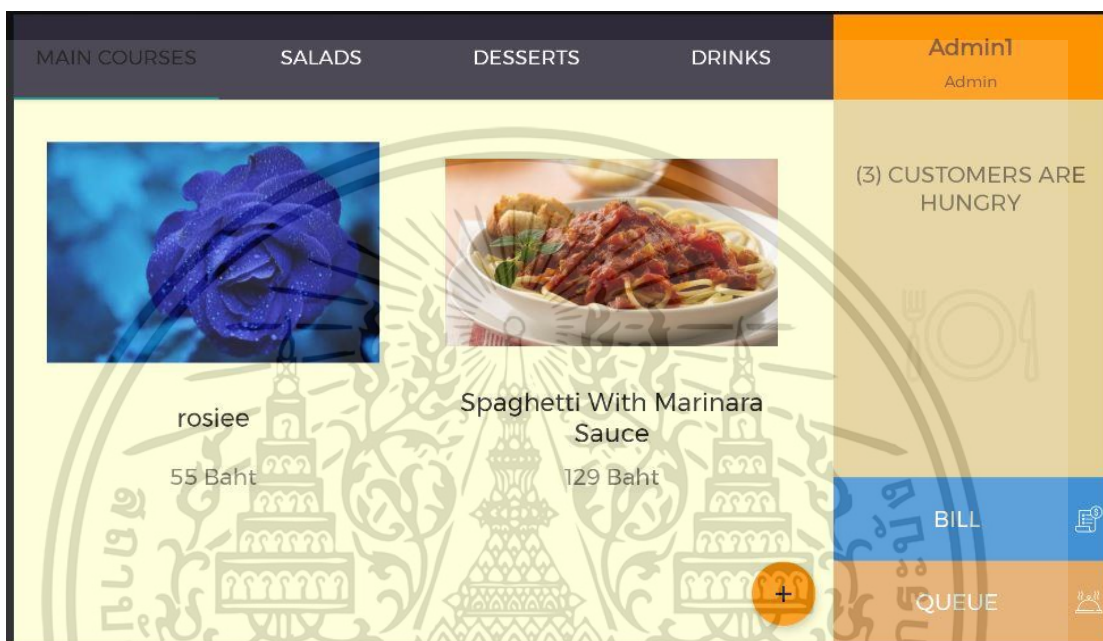 MAIN COURSES
SALADS
DESSERTS
DRINKS
Admin1
Admin
(3) CUSTOMERS ARE
HUNGRY
rosiee
55 Baht
Spaghetti With Marinara
Sauce
129 Baht
BILL
+
QUEUE